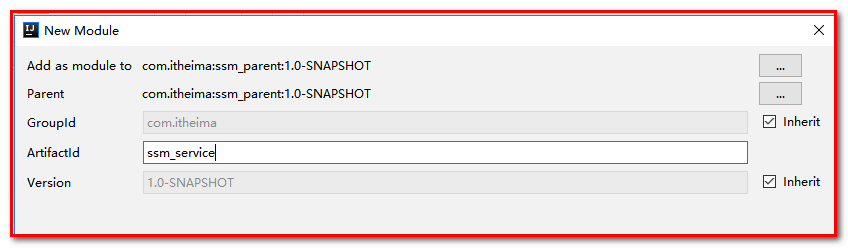 New Module
Add as module to com.itheima:ssm_parent:1.0-SNAPSHOT ...
Parent com.itheima:ssm_parent:1.0-SNAPSHOT ...
GroupId com.itheima Inherit
ArtifactId ssm_service
Version 1.0-SNAPSHOT Inherit